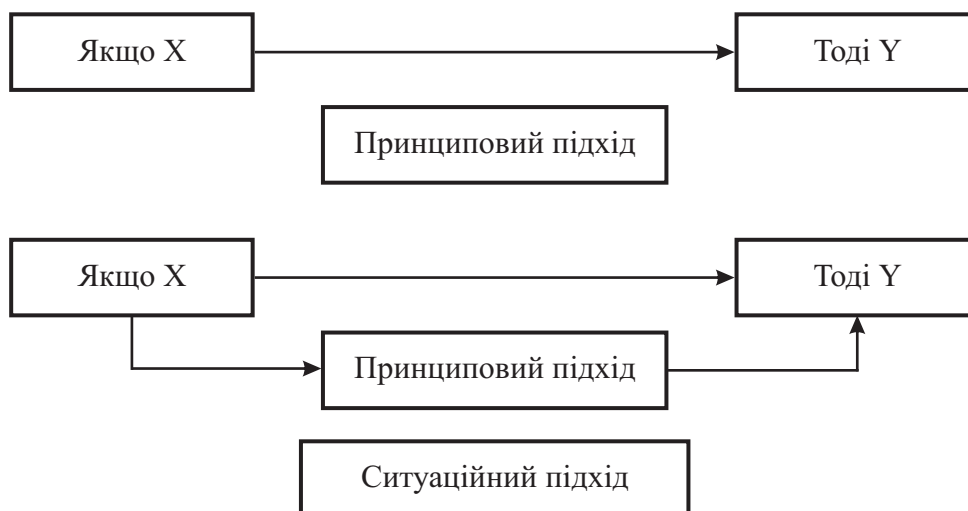 Якщо X
Тоді Y
Принциповий підхід
Якщо X
Тоді Y
Принциповий підхід
Ситуаційний підхід